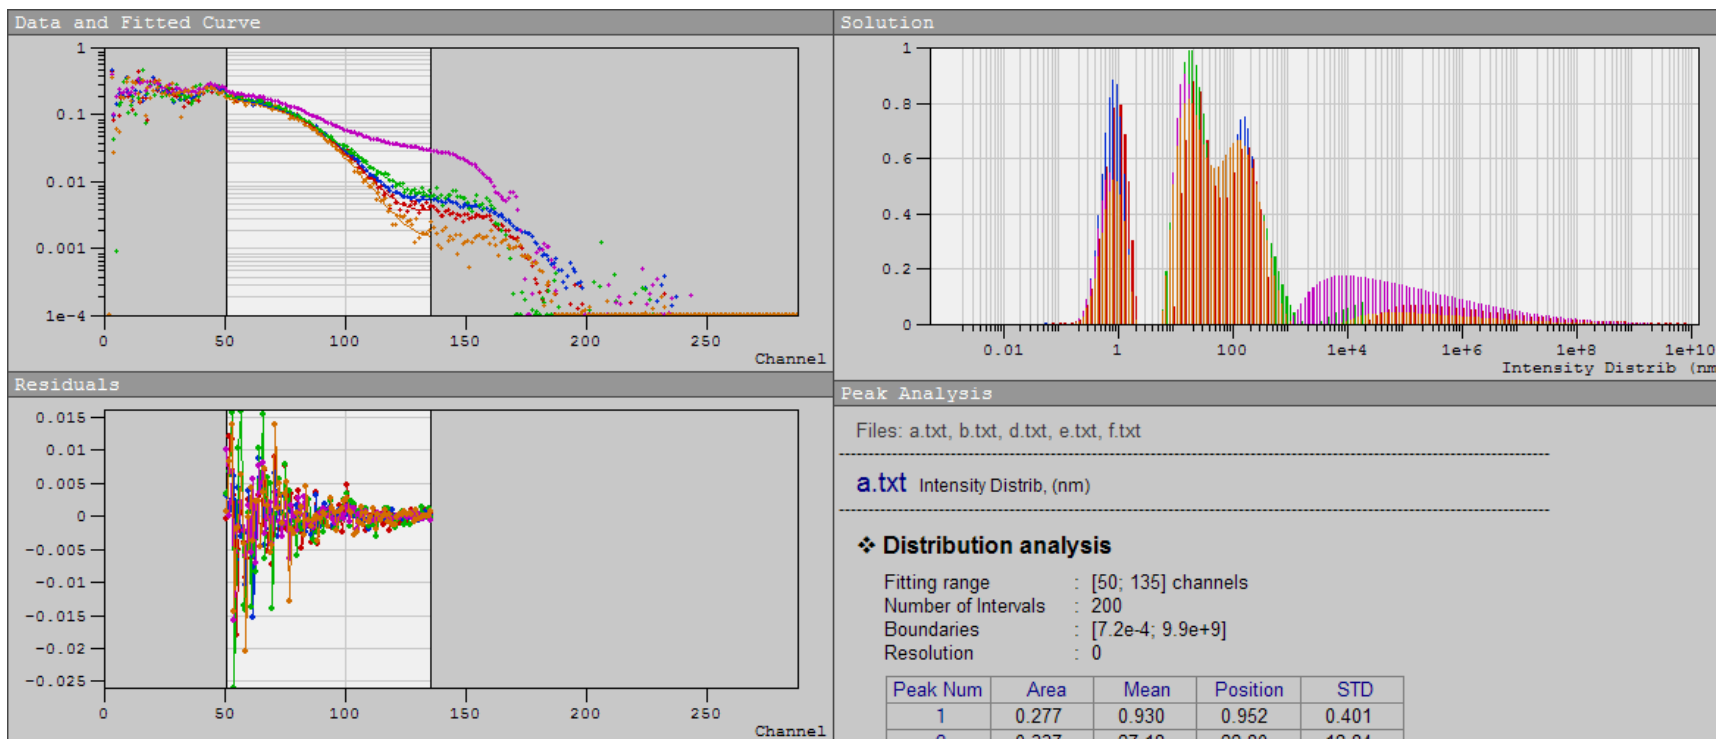 Data and Fitted Curve
1
0.1
0.01
0.001
1e-4
0 50 100 150 200 250
Channel
Residuals
0.015
0.01
0.005
0
-0.005
-0.01
-0.015
-0.02
-0.025
0 50 100 150 200 250
Channel
Solution
1
0.8
0.6
0.4
0.2
0
0.01 1 100 1e+4 1e+6 1e+8 1e+10
Intensity Distrib (nm
Peak Analysis
Files: a.txt, b.txt, d.txt, e.txt, f.txt
a.txt Intensity Distrib, (nm)
❖ Distribution analysis
Fitting range : [50; 135] channels
Number of Intervals : 200
Boundaries : [7.2e-4; 9.9e+9]
Resolution : 0
Peak Num Area Mean Position STD
1 0.277 0.930 0.952 0.401